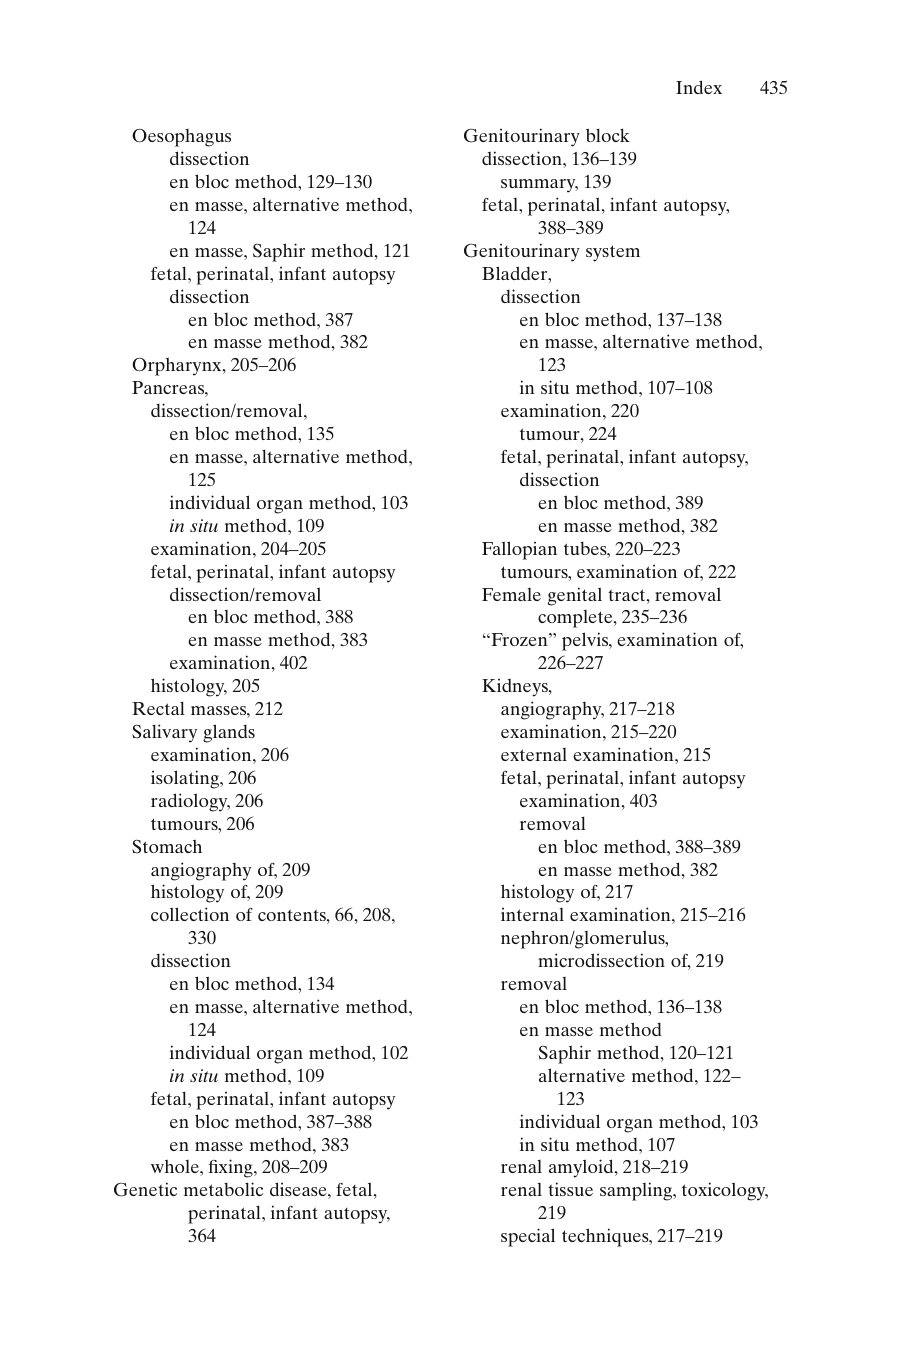 Index 435
Oesophagus
dissection
en bloc method, 129–130
en masse, alternative method,
124
en masse, Saphir method, 121
fetal, perinatal, infant autopsy
dissection
en bloc method, 387
en masse method, 382
Orpharynx, 205–206
Pancreas,
dissection/removal,
en bloc method, 135
en masse, alternative method,
125
individual organ method, 103
in situ method, 109
examination, 204–205
fetal, perinatal, infant autopsy
dissection/removal
en bloc method, 388
en masse method, 383
examination, 402
histology, 205
Rectal masses, 212
Salivary glands
examination, 206
isolating, 206
radiology, 206
tumours, 206
Stomach
angiography of, 209
histology of, 209
collection of contents, 66, 208,
330
dissection
en bloc method, 134
en masse, alternative method,
124
individual organ method, 102
in situ method, 109
fetal, perinatal, infant autopsy
en bloc method, 387–388
en masse method, 383
whole, fixing, 208–209
Genetic metabolic disease, fetal,
perinatal, infant autopsy,
364
Genitourinary block
dissection, 136–139
summary, 139
fetal, perinatal, infant autopsy,
388–389
Genitourinary system
Bladder,
dissection
en bloc method, 137–138
en masse, alternative method,
123
in situ method, 107–108
examination, 220
tumour, 224
fetal, perinatal, infant autopsy,
dissection
en bloc method, 389
en masse method, 382
Fallopian tubes, 220–223
tumours, examination of, 222
Female genital tract, removal
complete, 235–236
“Frozen” pelvis, examination of,
226–227
Kidneys,
angiography, 217–218
examination, 215–220
external examination, 215
fetal, perinatal, infant autopsy
examination, 403
removal
en bloc method, 388–389
en masse method, 382
histology of, 217
internal examination, 215–216
nephron/glomerulus,
microdissection of, 219
removal
en bloc method, 136–138
en masse method
Saphir method, 120–121
alternative method, 122–
123
individual organ method, 103
in situ method, 107
renal amyloid, 218–219
renal tissue sampling, toxicology,
219
special techniques, 217–219